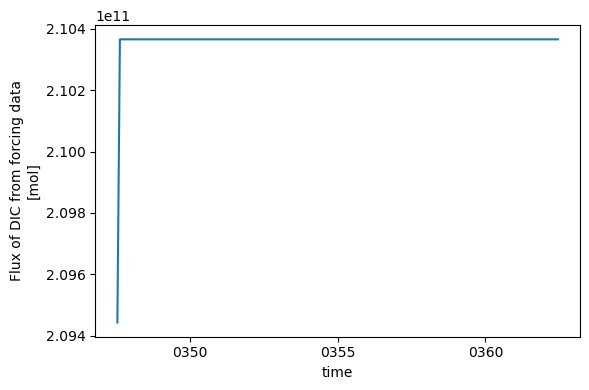 1e11
2.104
2.102
2.100
2.098
2.096
2.094
Flux of DIC from forcing data
[mol]
0350
0355
0360
time